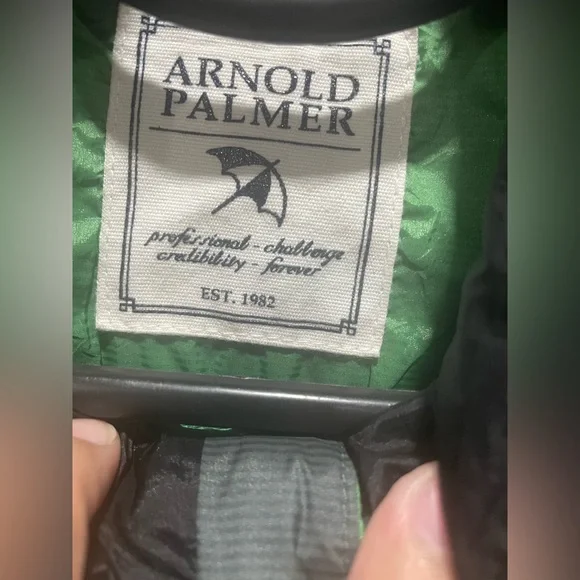 ARNOLD
PALMER
professional - challenge
credibility - forever
EST. 1982